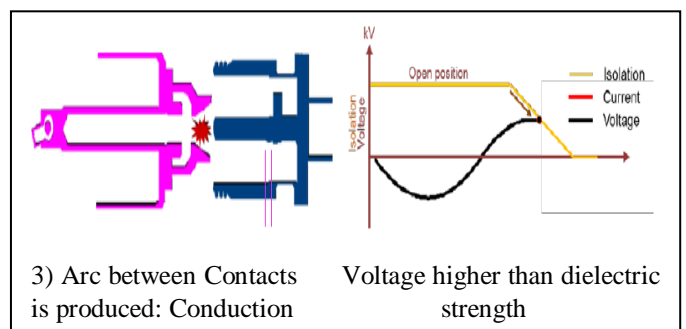 kV
Open position
Isolation
Current
Voltage
Isolation
Voltage
3) Arc between Contacts
is produced: Conduction
Voltage higher than dielectric
strength